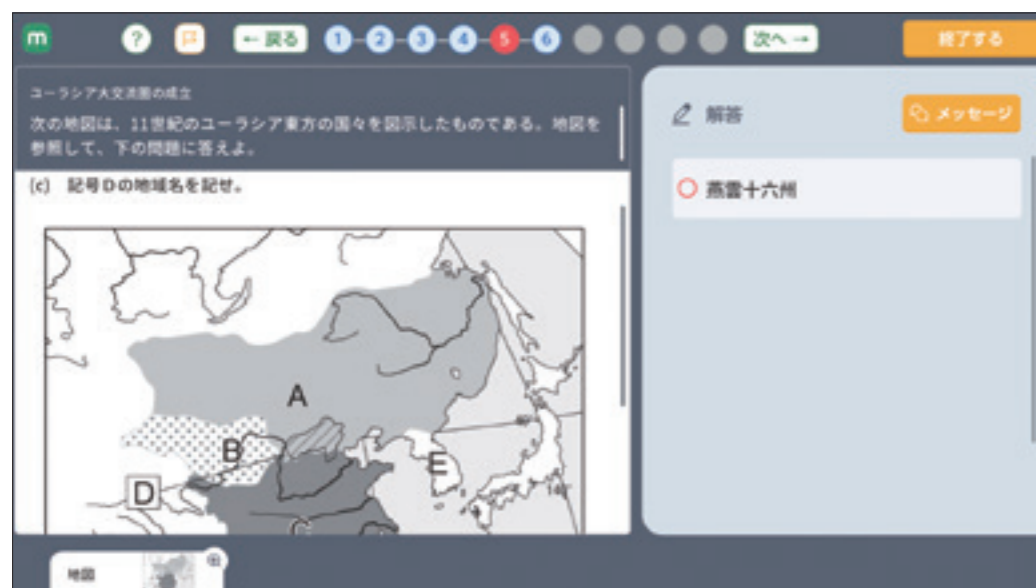 m
?
← 戻る
1 2 3 4 5 6
次へ →
終了する
ユーラシア大交流圏の成立
次の地図は、11世紀のユーラシア東方の国々を図示したものである。地図を
参照して、下の問題に答えよ。
(c) 記号Dの地域名を記せ。
A
B
C
D
E
解答
メッセージ
燕雲十六州
地図